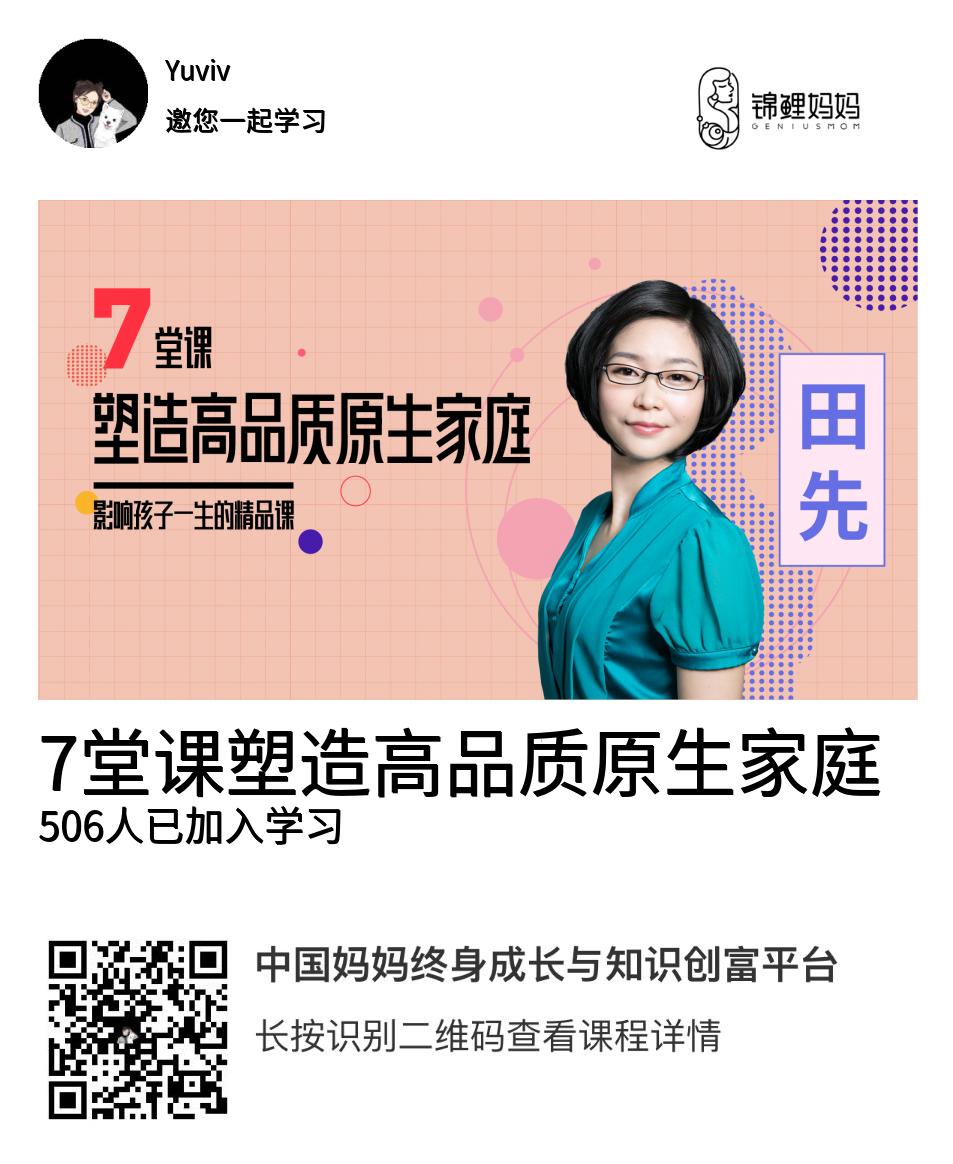 Yuviv
邀您一起学习
锦鲤妈妈
GENIUSMOM
7堂课
塑造高品质原生家庭
影响孩子一生的精品课
田先
7堂课塑造高品质原生家庭
506人已加入学习
中国妈妈终身成长与知识创富平台
长按识别二维码查看课程详情